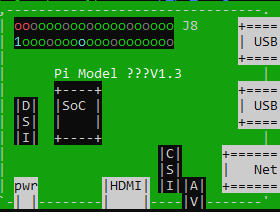 ,--------------------------------.
| oooooooooooooooooooo J8   +======
| 1ooooooooooooooooooo      | USB
|                           +======
|     Pi Model ???V1.3         |
|     +----+                +======
| |D| |SoC |                | USB
| |S| |    |                +======
| |I| +----+                   |
|                  |C|      +======
|                  |S|      | Net
| pwr       |HDMI| |I||A|   +======
`-| |-------|    |----|V|---------'